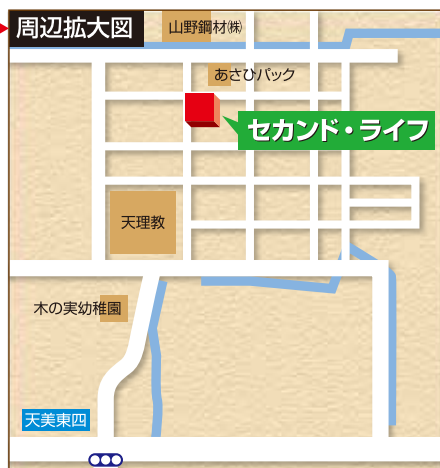 周辺拡大図
山野鋼材㈱
あさひパック
セカンド・ライフ
天理教
木の実幼稚園
天美東四